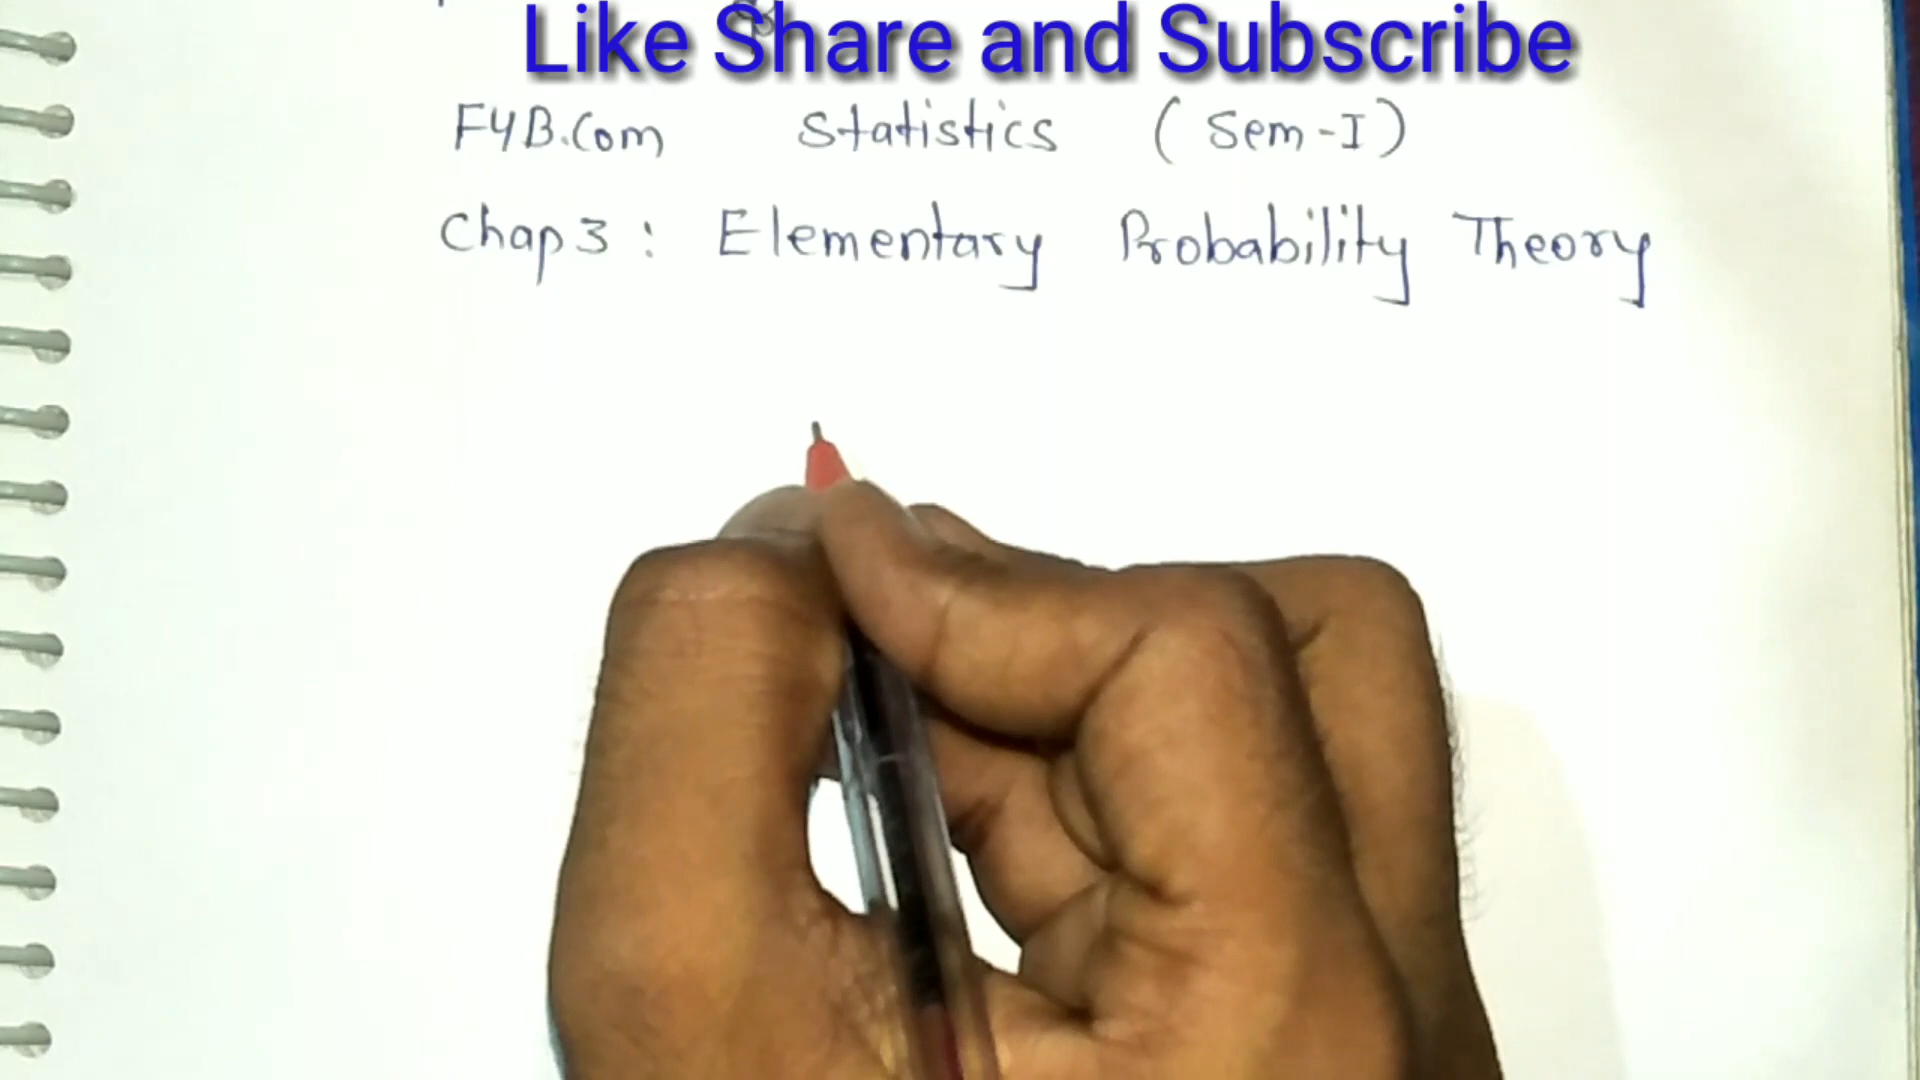 Like Share and Subscribe
FYB.Com Statistics (Sem-I)
Chap 3 : Elementary Probability Theory